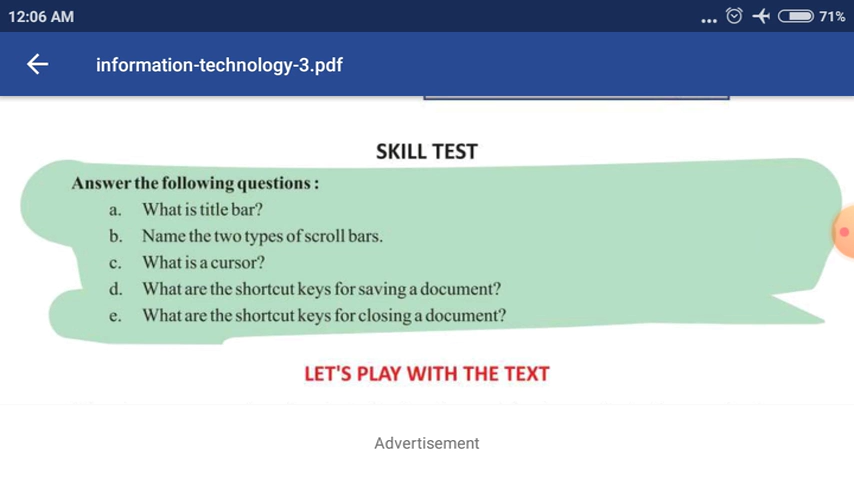 12:06 AM
... 71%
information-technology-3.pdf
SKILL TEST
Answer the following questions :
a. What is title bar?
b. Name the two types of scroll bars.
c. What is a cursor?
d. What are the shortcut keys for saving a document?
e. What are the shortcut keys for closing a document?
LET'S PLAY WITH THE TEXT
Advertisement